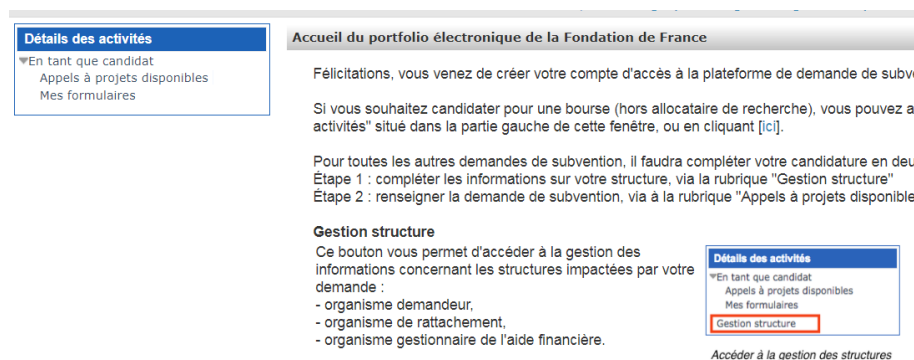 Détails des activités
En tant que candidat
Appels à projets disponibles
Mes formulaires
Accueil du portfolio électronique de la Fondation de France
Félicitations, vous venez de créer votre compte d'accès à la plateforme de demande de subv
Si vous souhaitez candidater pour une bourse (hors allocataire de recherche), vous pouvez a
activités" situé dans la partie gauche de cette fenêtre, ou en cliquant [ici].
Pour toutes les autres demandes de subvention, il faudra compléter votre candidature en deu
Étape 1 : compléter les informations sur votre structure, via la rubrique "Gestion structure"
Étape 2 : renseigner la demande de subvention, via à la rubrique "Appels à projets disponible
Gestion structure
Ce bouton vous permet d'accéder à la gestion des
informations concernant les structures impactées par votre
demande :
- organisme demandeur,
- organisme de rattachement,
- organisme gestionnaire de l'aide financière.
Détails des activités
En tant que candidat
Appels à projets disponibles
Mes formulaires
Gestion structure
Accéder à la gestion des structures